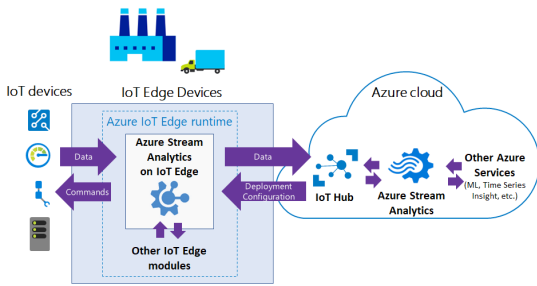 IoT devices
IoT Edge Devices
Azure cloud
Azure IoT Edge runtime
Azure Stream
Analytics
on IoT Edge
Data
Commands
Other IoT Edge
modules
Data
Deployment
Configuration
IoT Hub
Azure Stream
Analytics
Other Azure
Services
(ML, Time Series
Insight, etc.)